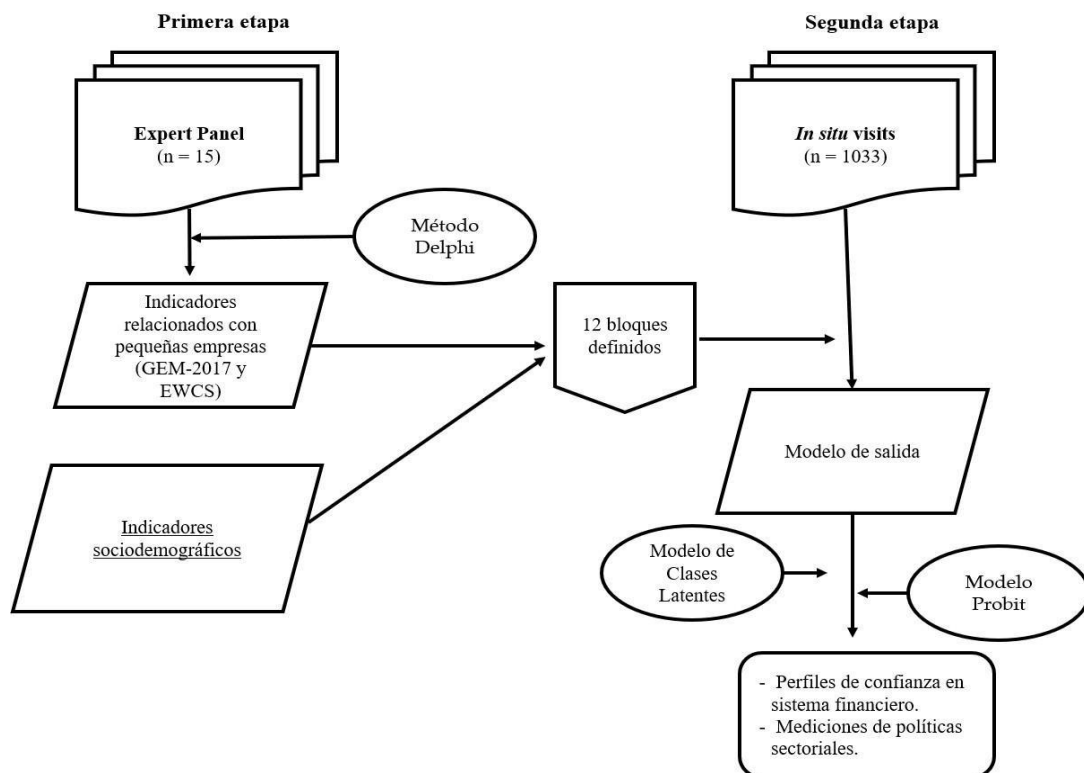 Primera etapa
Segunda etapa
Expert Panel
(n = 15)
In situ visits
(n = 1033)
Método
Delphi
Indicadores
relacionados con
pequeñas empresas
(GEM-2017 y
EWCS)
12 bloques
definidos
Modelo de salida
Indicadores
sociodemográficos
Modelo de
Clases
Latentes
Modelo
Probit
- Perfiles de confianza en
sistema financiero.
- Mediciones de políticas
sectoriales.